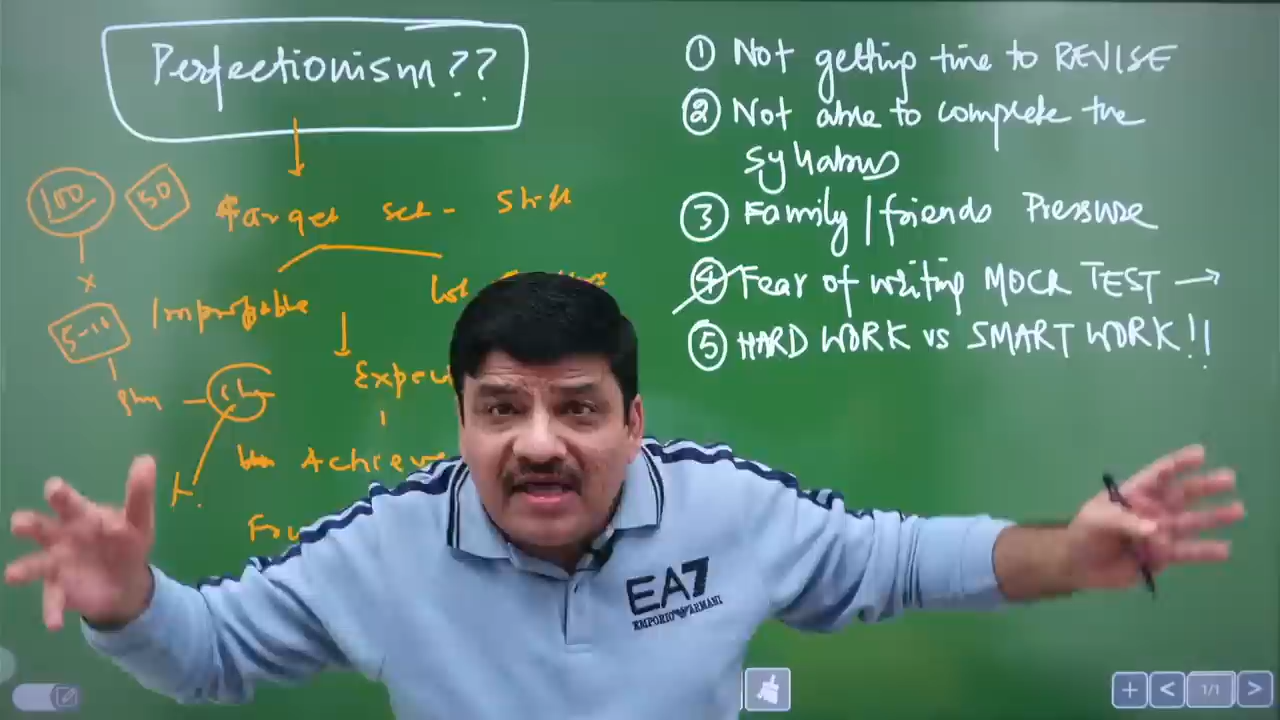 Perfectionism??
100
50
Target set - Shift
x
Improbable
5-10
Expec
Achieve
Fou
① Not getting time to REVISE
② Not able to complete the
syllabus
③ Family/friends Pressure
④ Fear of writing MOCK TEST →
⑤ HARD WORK vs SMART WORK!!
EA7
EMPORIO ARMANI
1/1